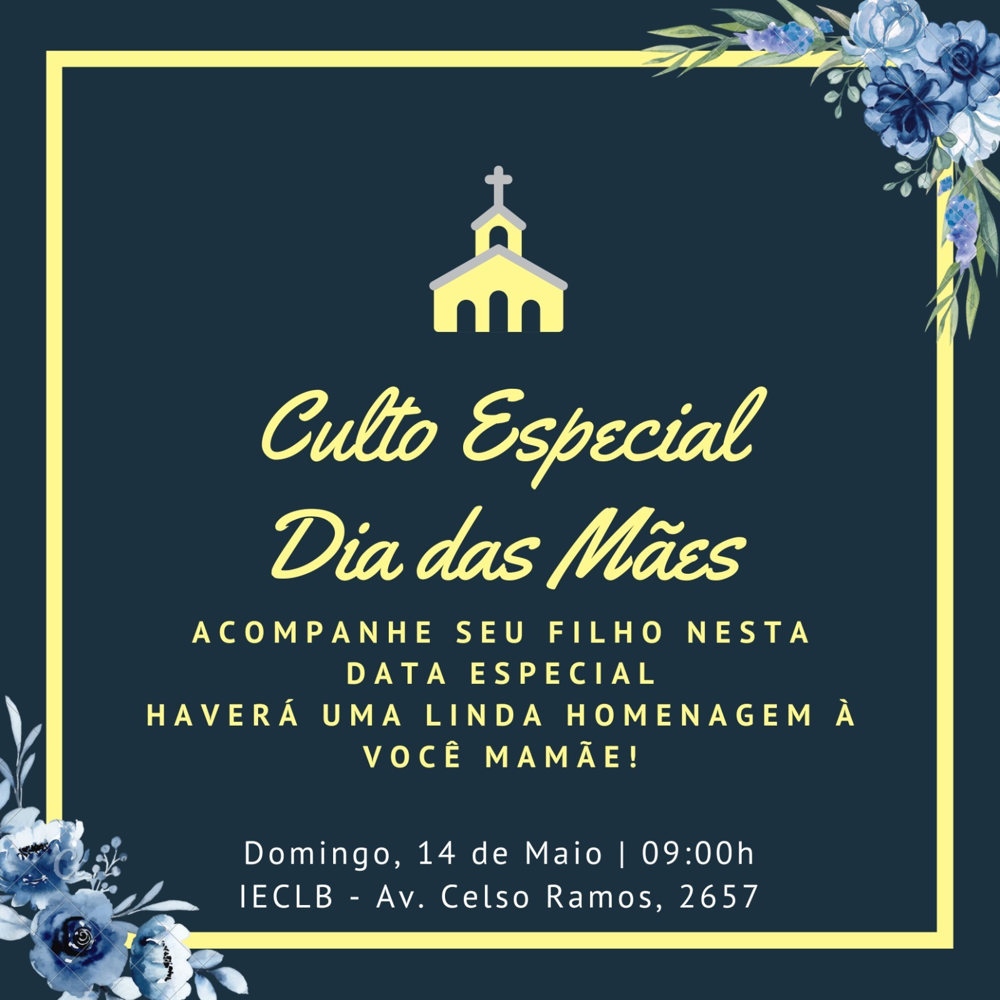 Culto Especial
Dia das Mães
ACOMPANHE SEU FILHO NESTA
DATA ESPECIAL
HAVERÁ UMA LINDA HOMENAGEM À
VOCÊ MAMÃE!
Domingo, 14 de Maio | 09:00h
IECLB - Av. Celso Ramos, 2657